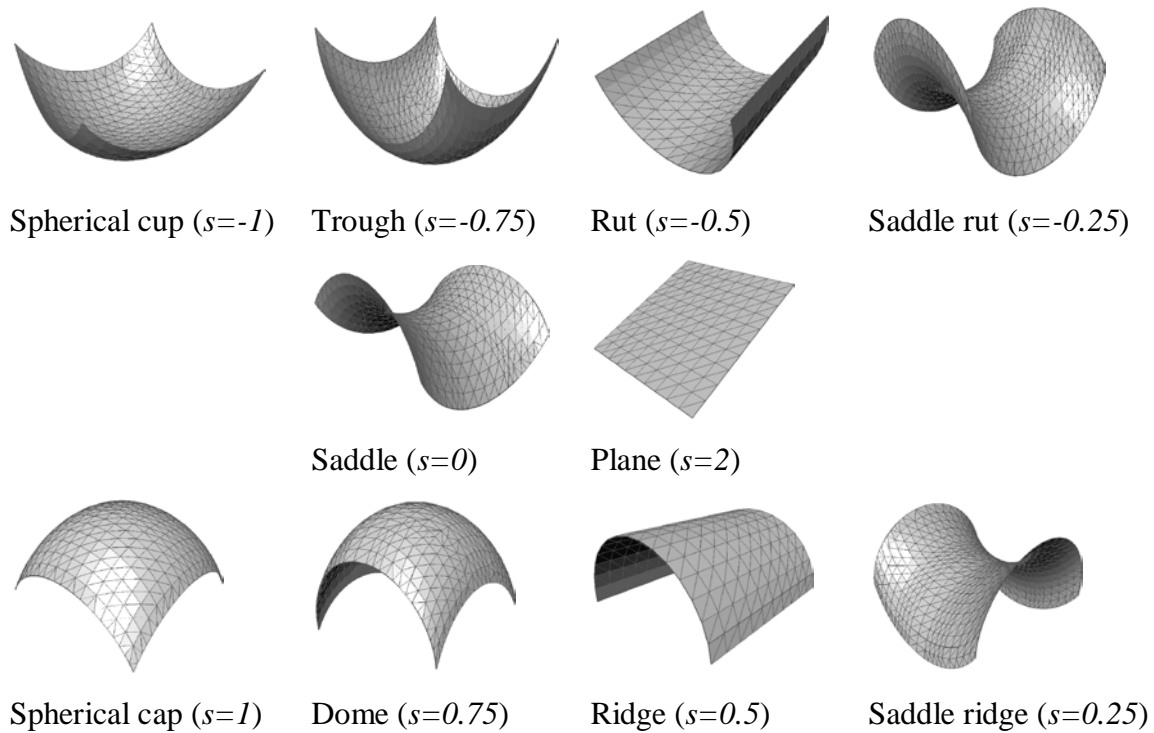 Spherical cup (s=-1) Trough (s=-0.75) Rut (s=-0.5) Saddle rut (s=-0.25)
Saddle (s=0) Plane (s=2)
Spherical cap (s=1) Dome (s=0.75) Ridge (s=0.5) Saddle ridge (s=0.25)